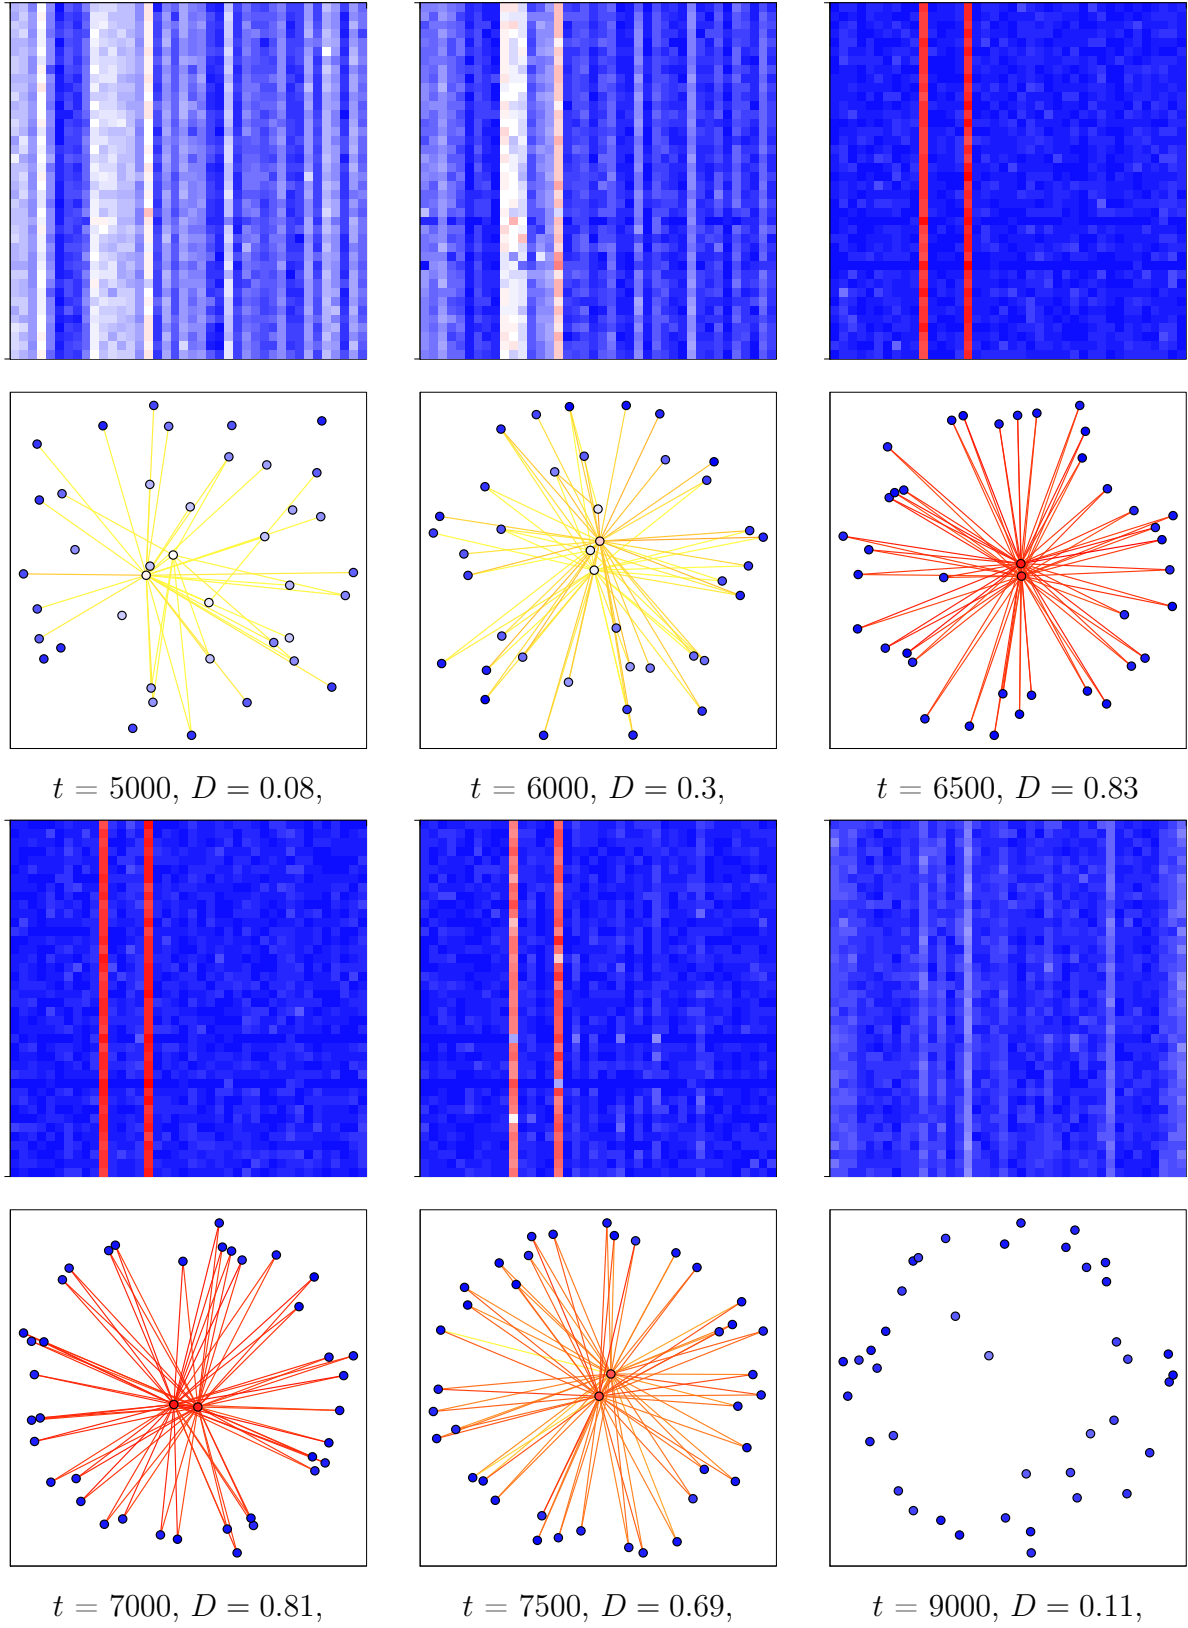 t = 5000, D = 0.08,
t = 6000, D = 0.3,
t = 6500, D = 0.83
t = 7000, D = 0.81,
t = 7500, D = 0.69,
t = 9000, D = 0.11,